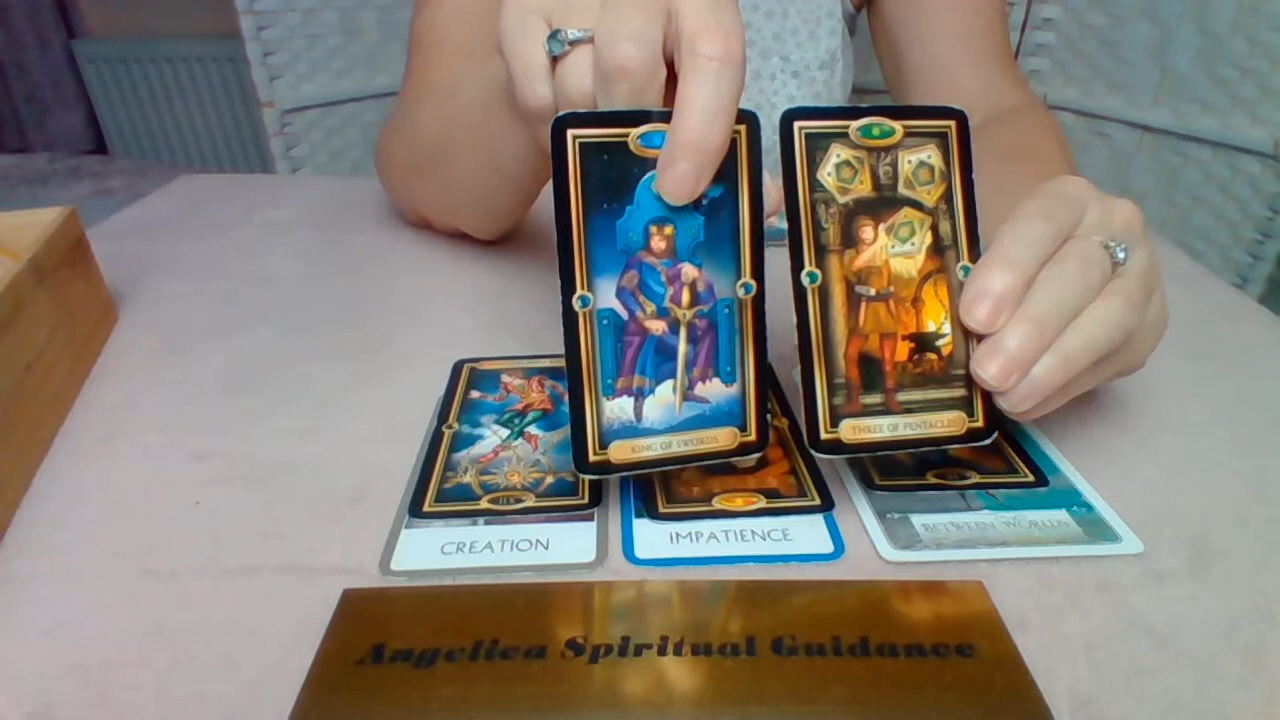 KING OF SWORDS
THREE OF PENTACLES
CREATION
IMPATIENCE
BETWEEN WORLDS
Angelica Spiritual Guidance